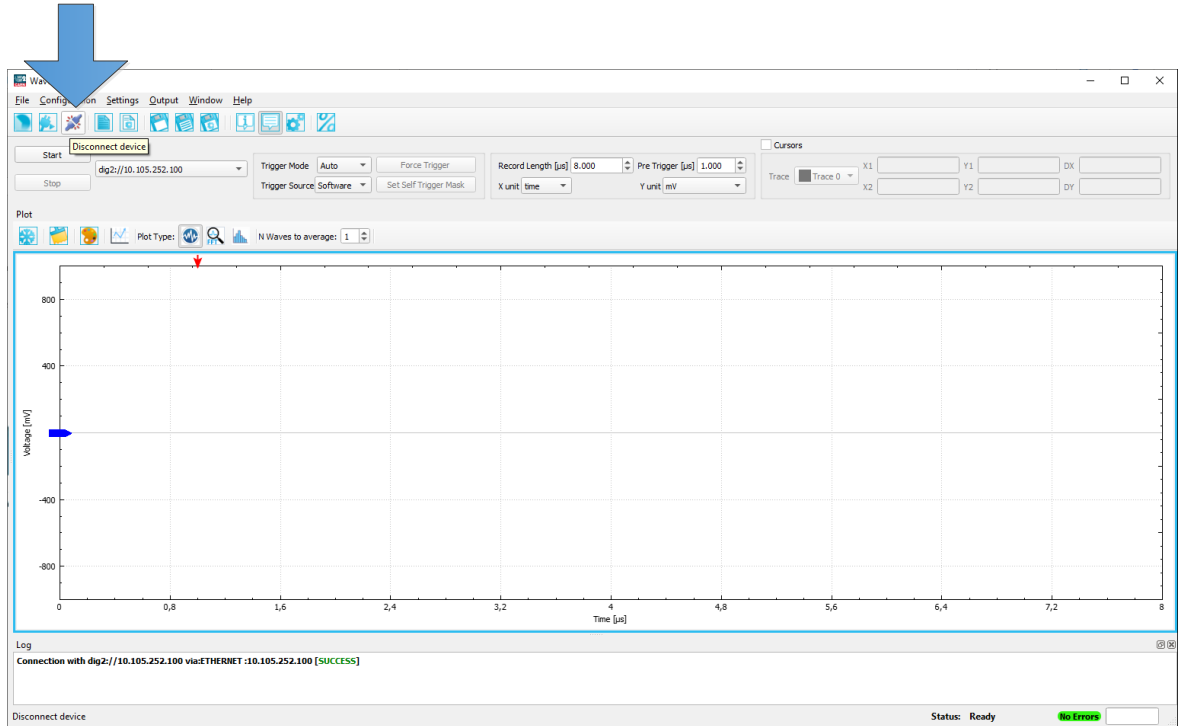 Wav
File Configuration Settings Output Window Help
Disconnect device
Start
Stop
dig2://10.105.252.100
Trigger Mode Auto Force Trigger
Trigger Source Software Set Self Trigger Mask
Record Length [µs] 8.000 Pre Trigger [µs] 1.000
X unit time Y unit mV
Cursors
Trace Trace 0
X1 Y1 DX
X2 Y2 DY
Plot
Plot Type: N Waves to average: 1
800
400
-400
-800
Voltage [mV]
0 0,8 1,6 2,4 3,2 4 4,8 5,6 6,4 7,2 8
Time [µs]
Log
Connection with dig2://10.105.252.100 via:ETHERNET :10.105.252.100 [SUCCESS]
Disconnect device Status: Ready No Errors